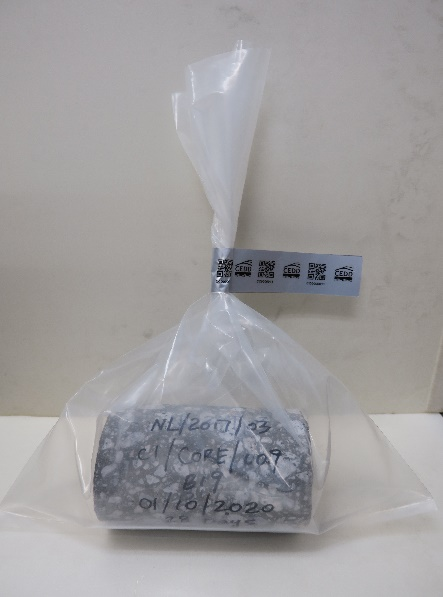 CEDD CEDD CEDD
NL/2017/03
C1/CORE/009
B19
01/10/2020